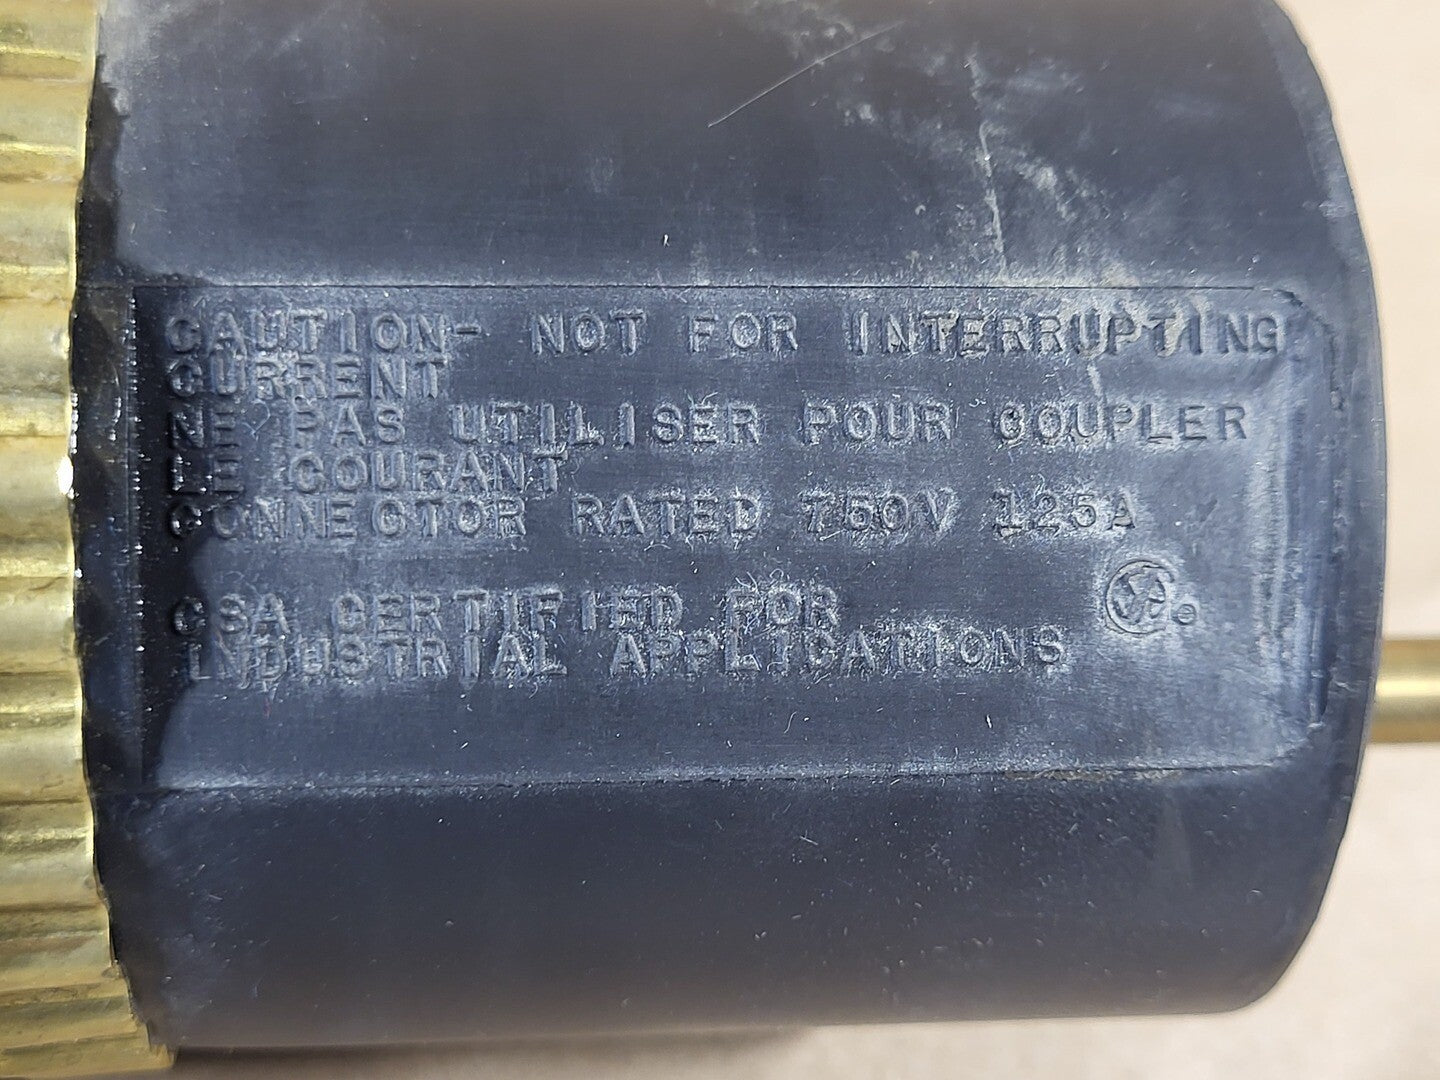 CAUTION- NOT FOR INTERRUPTING
CURRENT
NE PAS UTILISER POUR COUPLER
LE COURANT
CONNECTOR RATED 750V 125A
CSA CERTIFIED FOR
INDUSTRIAL APPLICATIONS